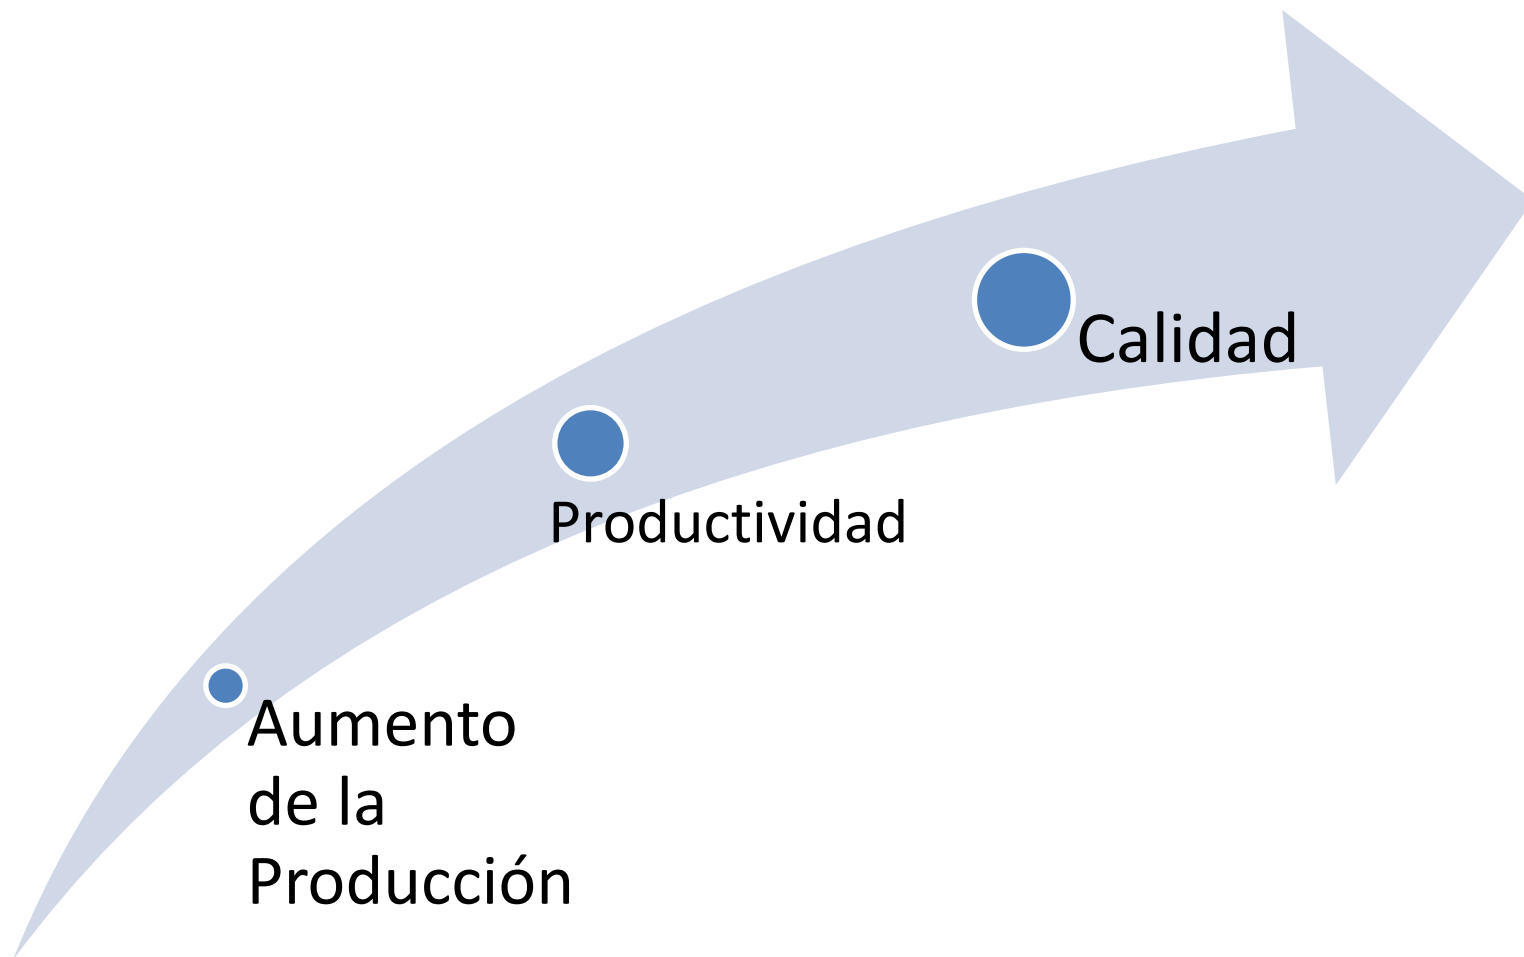 Calidad
Productividad
Aumento
de la
Producción